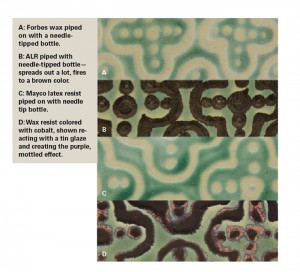 A: Forbes wax piped
on with a needle-
tipped bottle.
B: ALR piped with
needle-tipped bottle—
spreads out a lot, fires
to a brown color.
C: Mayco latex resist
piped on with needle
tip bottle.
D: Wax resist colored
with cobalt, shown re-
acting with a tin glaze
and creating the purple,
mottled effect.
A
B
C
D